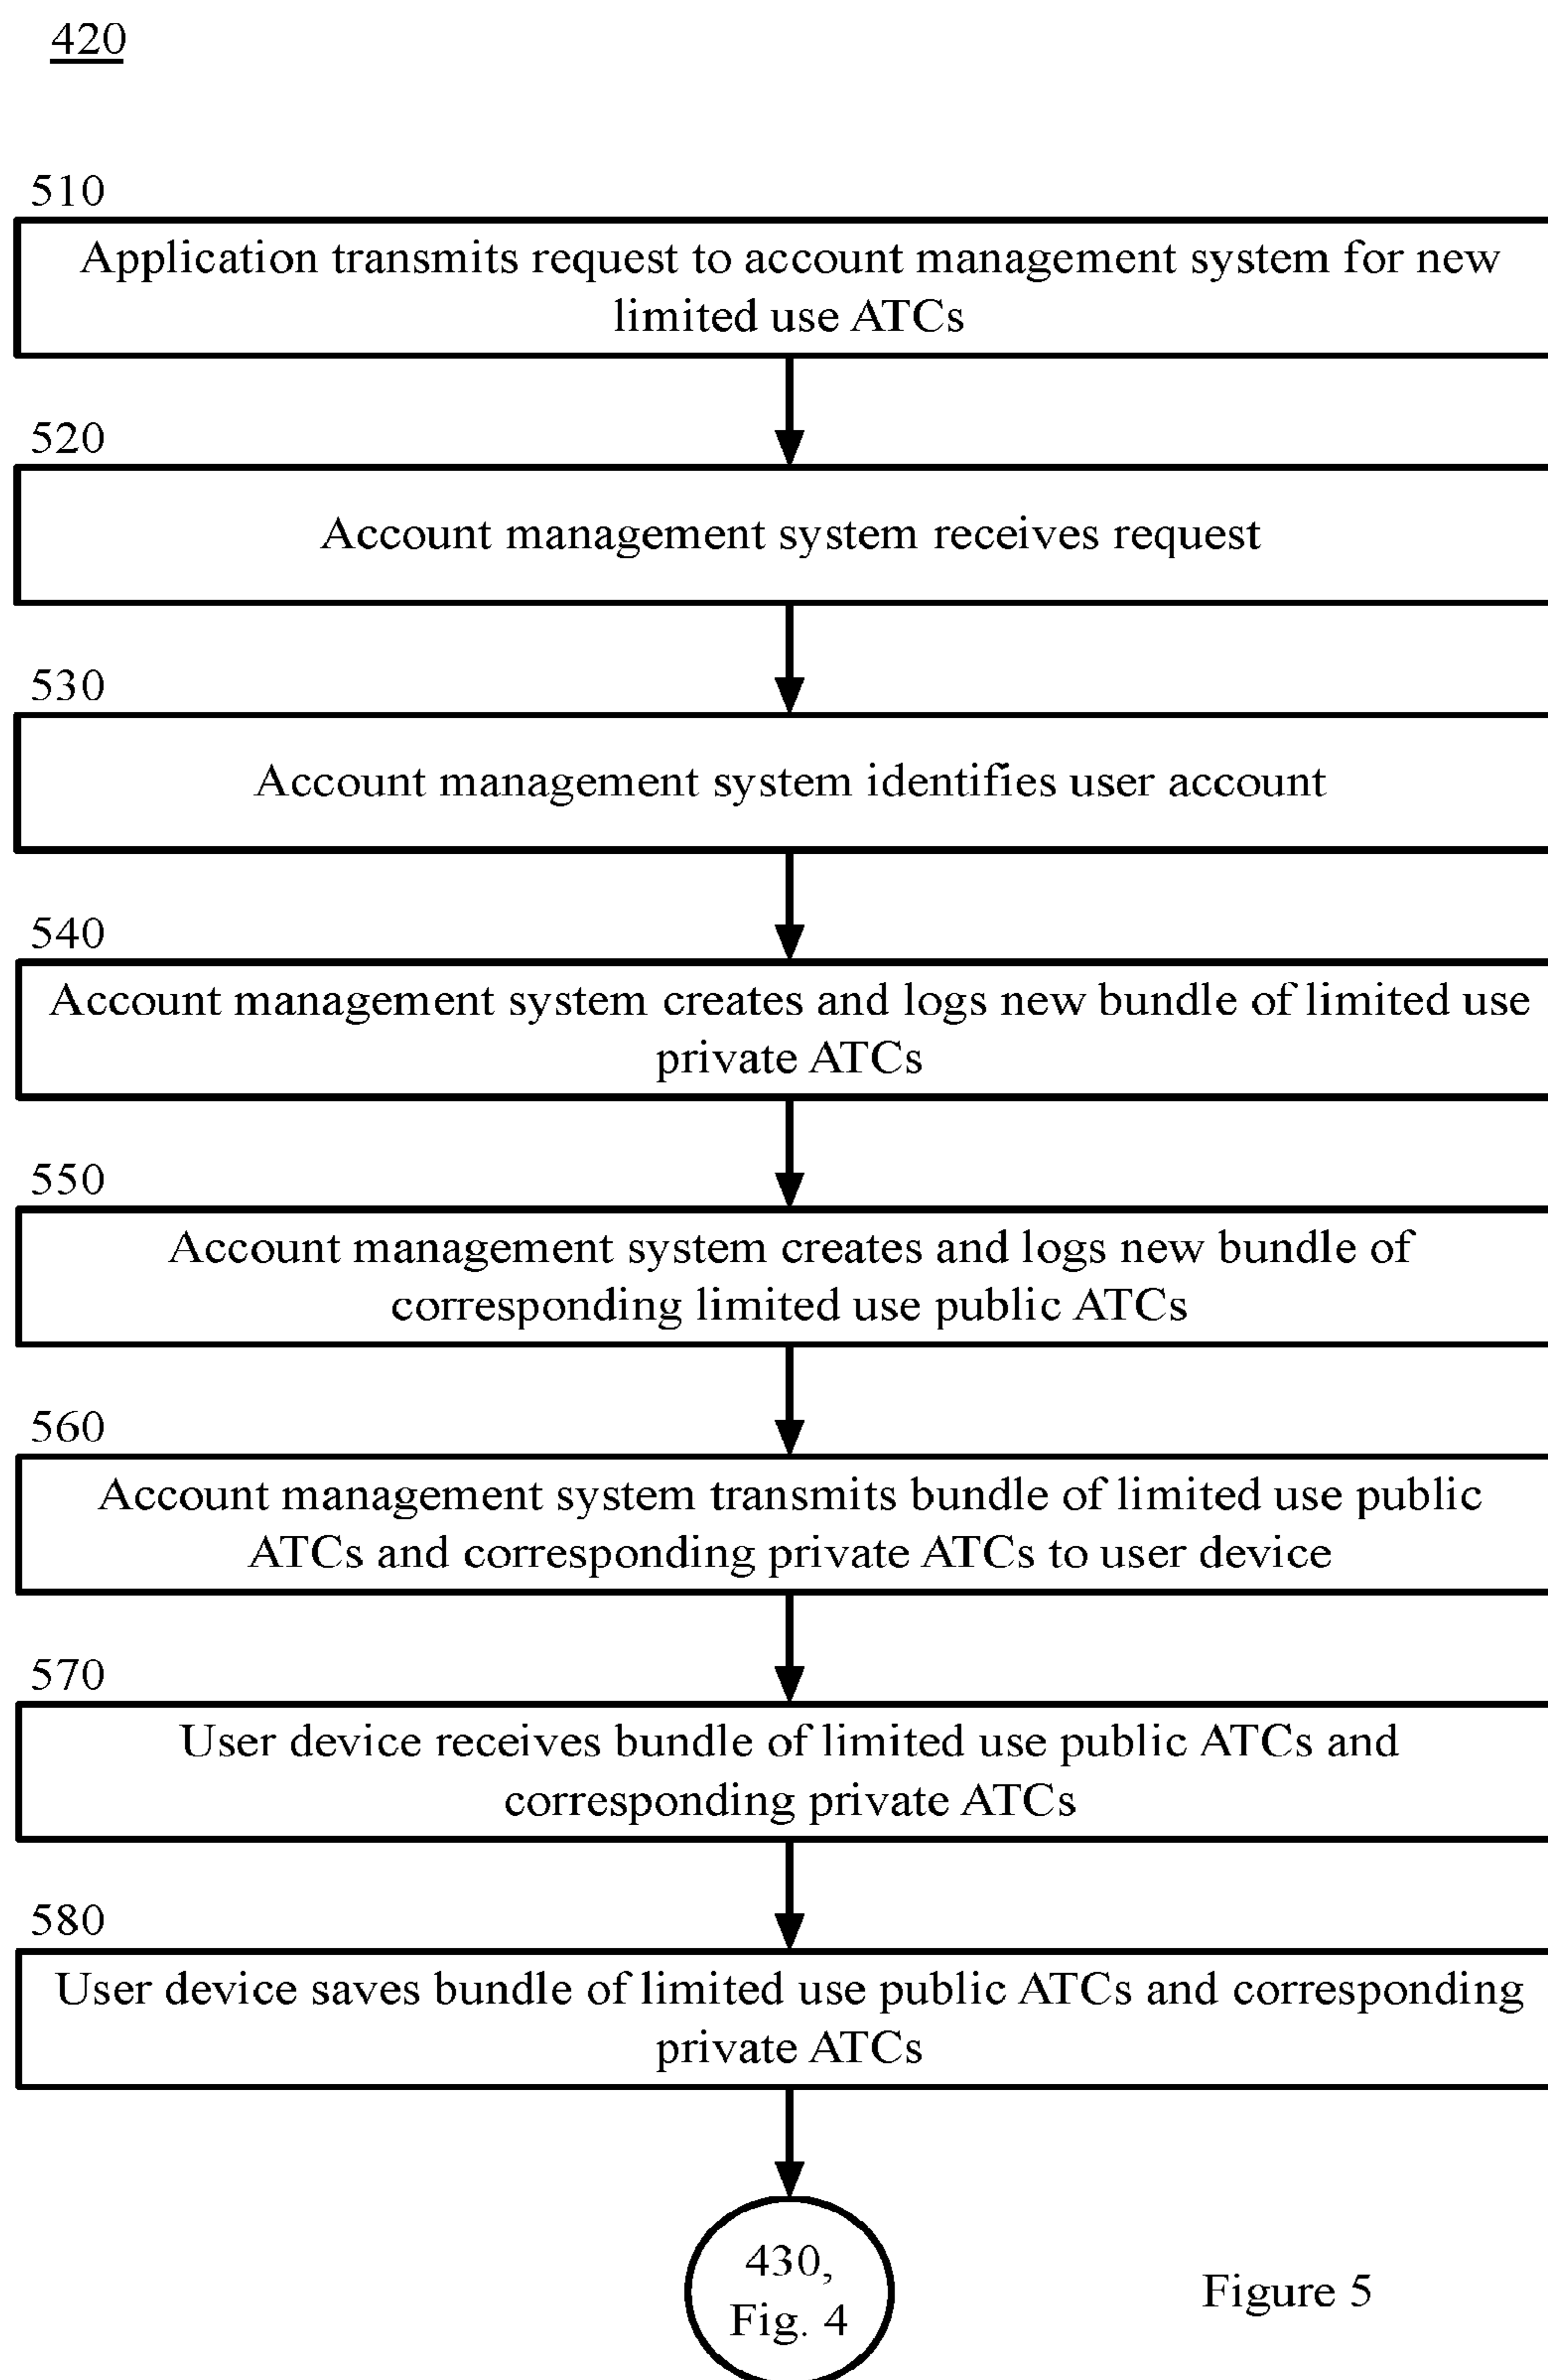 420
510
Application transmits request to account management system for new
limited use ATCs
520
Account management system receives request
530
Account management system identifies user account
540
Account management system creates and logs new bundle of limited use
private ATCs
550
Account management system creates and logs new bundle of
corresponding limited use public ATCs
560
Account management system transmits bundle of limited use public
ATCs and corresponding private ATCs to user device
570
User device receives bundle of limited use public ATCs and
corresponding private ATCs
580
User device saves bundle of limited use public ATCs and corresponding
private ATCs
430,
Fig. 4
Figure 5